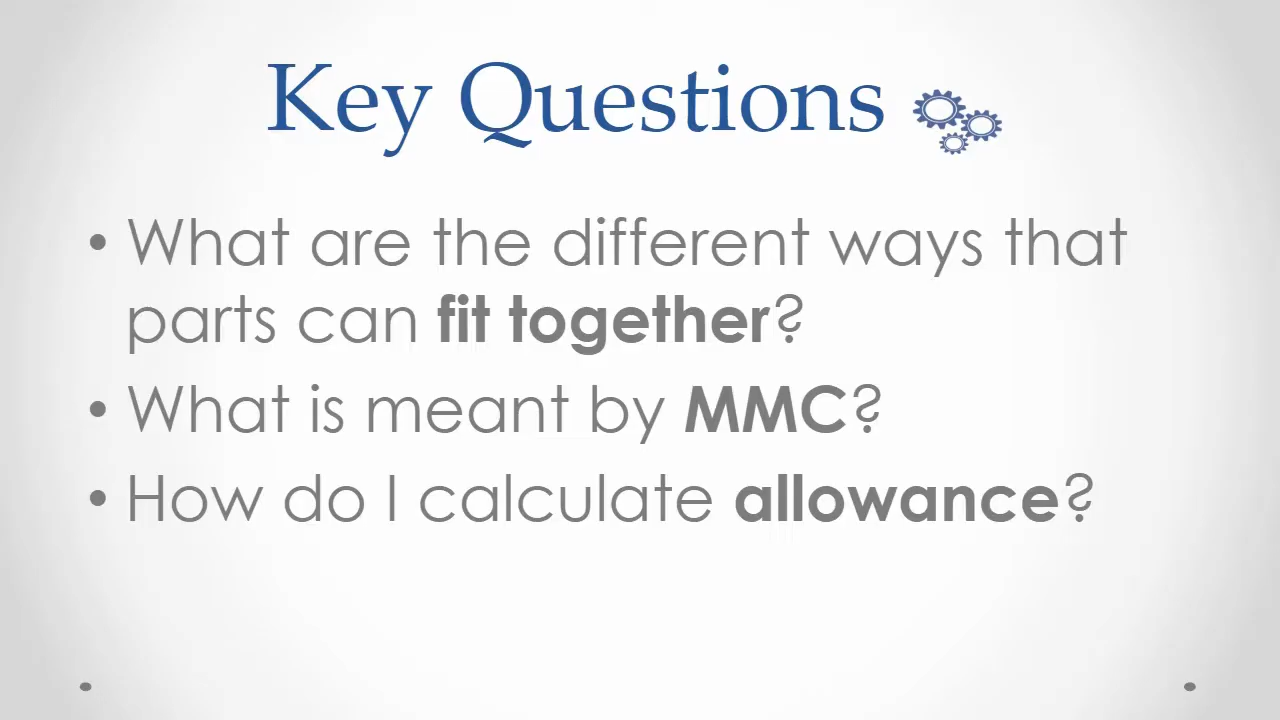 Key Questions
• What are the different ways that
parts can fit together?
• What is meant by MMC?
• How do I calculate allowance?